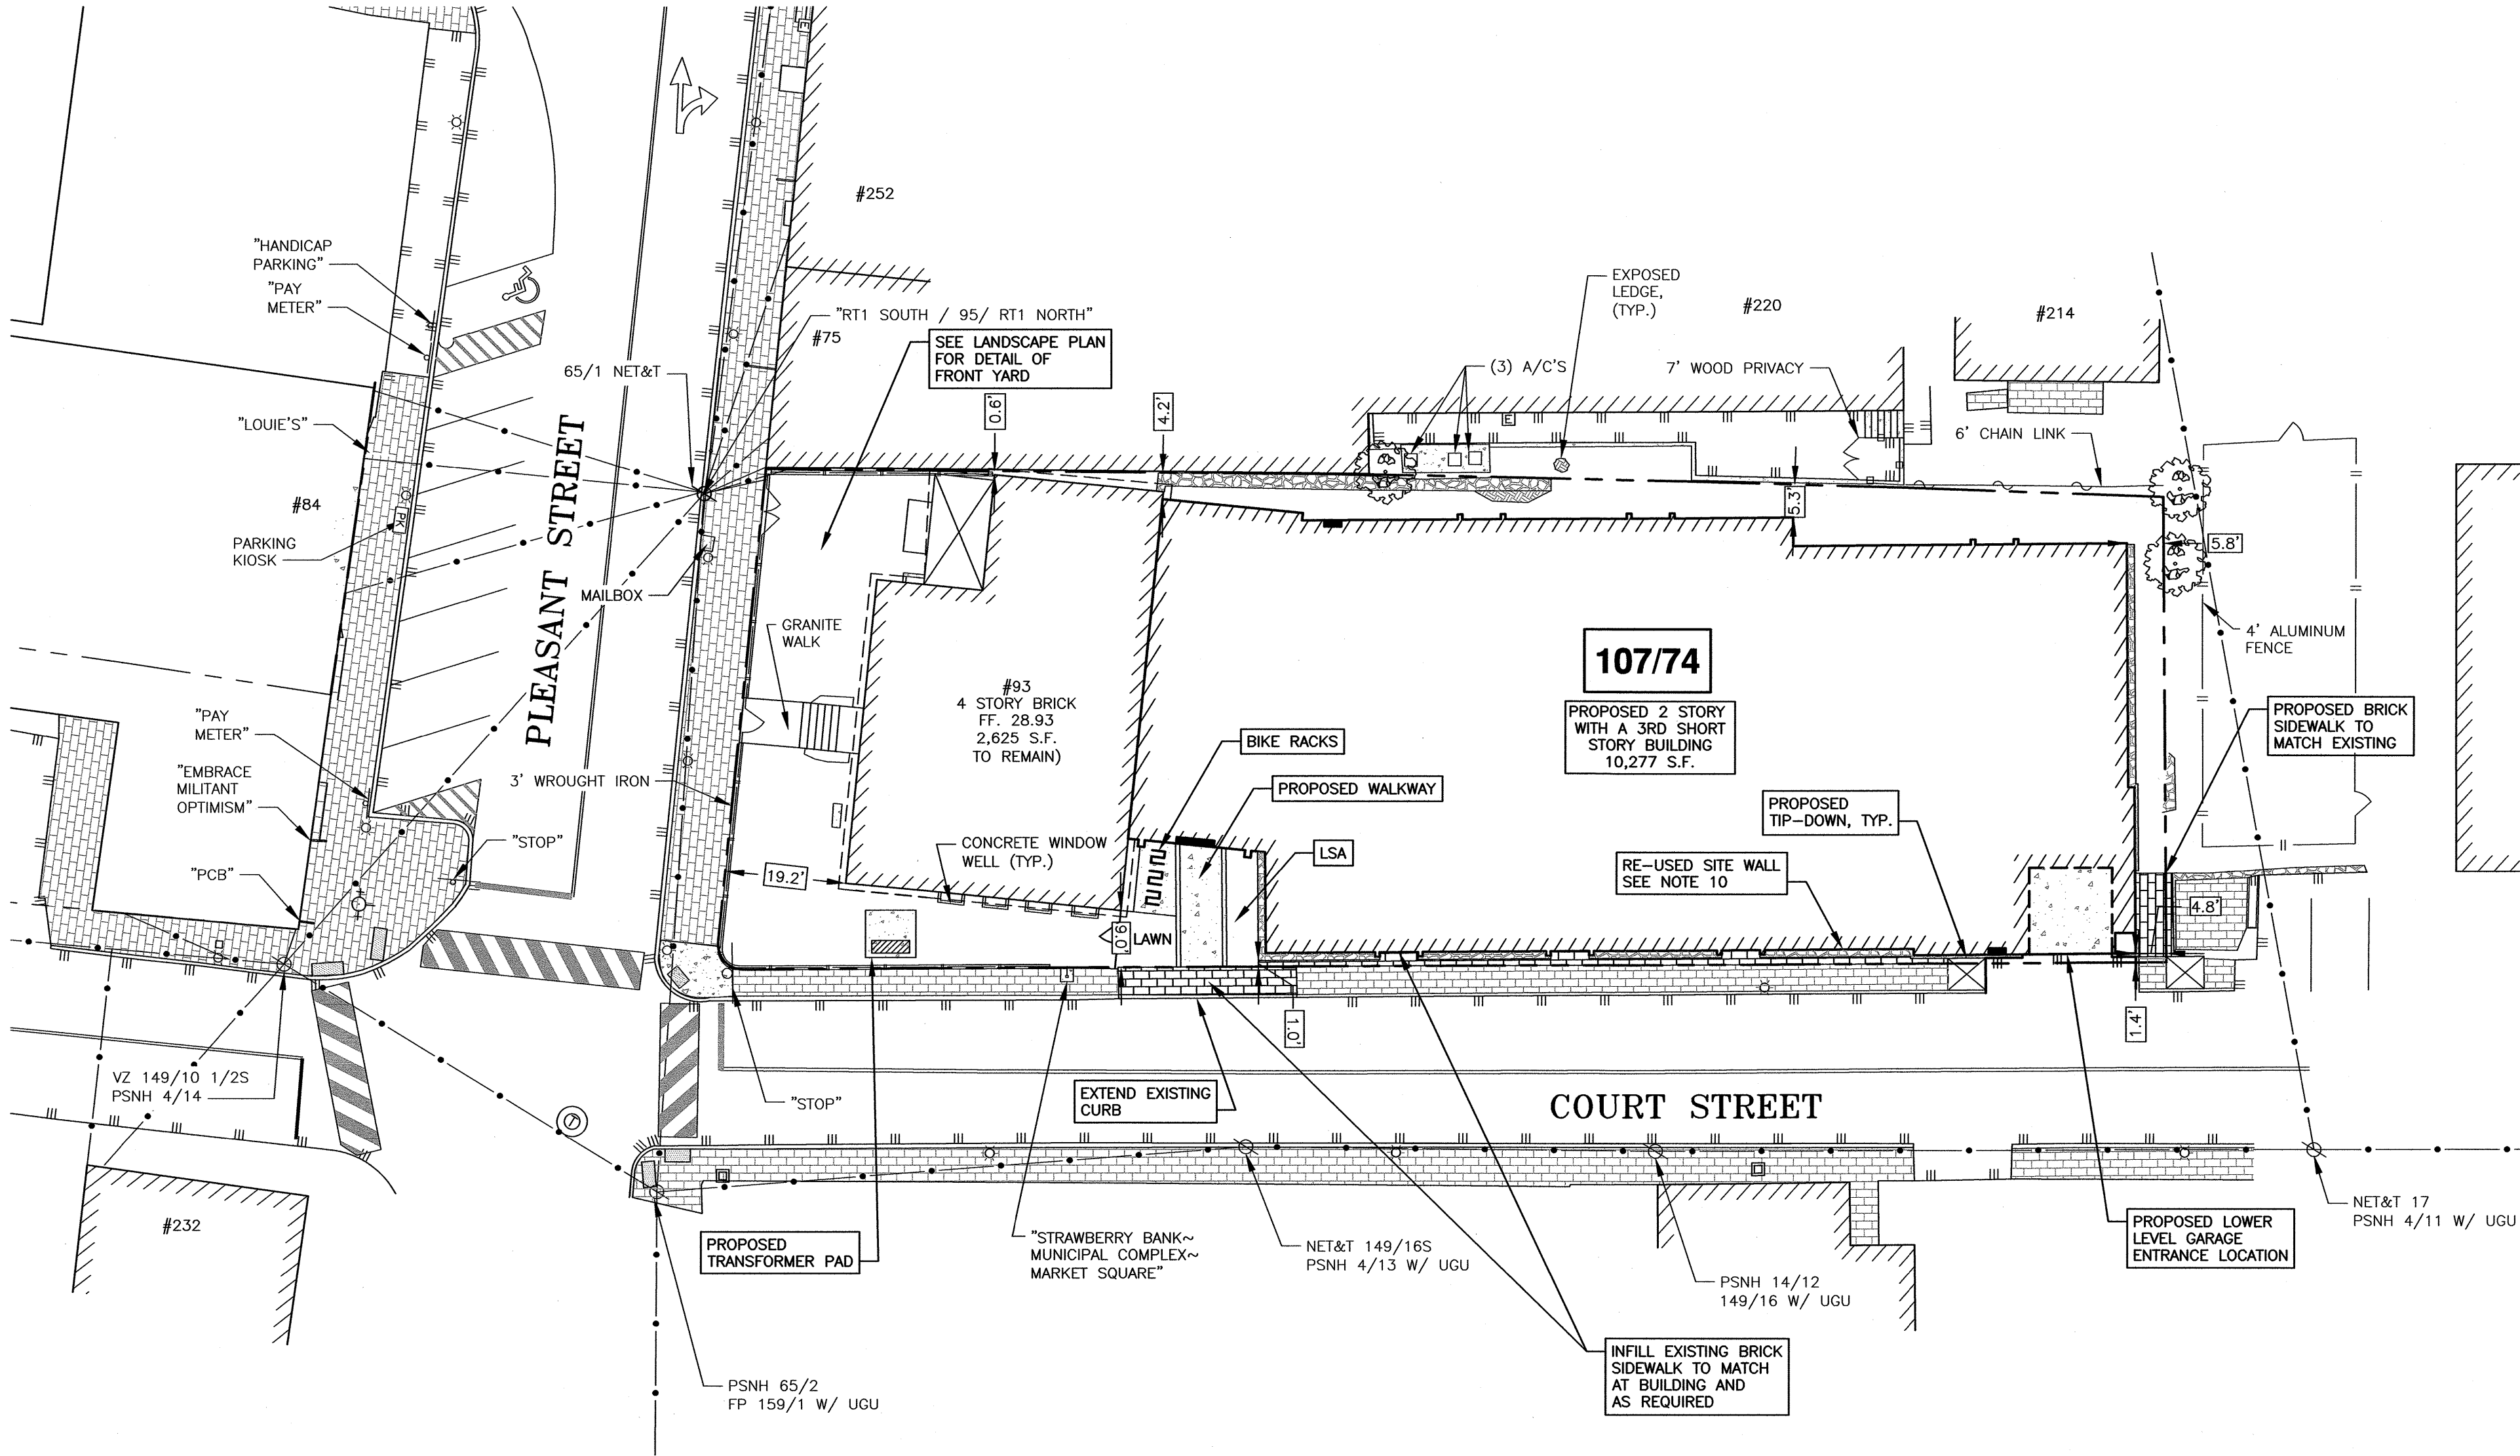 E
#252
"HANDICAP
PARKING"
"PAY
METER"
"LOUIE'S"
#84
PARKING
KIOSK
PK
PLEASANT STREET
65/1 NET&T
"RT1 SOUTH / 95/ RT1 NORTH"
#75
SEE LANDSCAPE PLAN
FOR DETAIL OF
FRONT YARD
0.6'
4.2'
EXPOSED
LEDGE,
(TYP.)
#220
#214
(3) A/C'S
7' WOOD PRIVACY
E
6' CHAIN LINK
5.3'
5.8'
4' ALUMINUM
FENCE
MAILBOX
GRANITE
WALK
#93
4 STORY BRICK
FF. 28.93
2,625 S.F.
TO REMAIN)
107/74
PROPOSED 2 STORY
WITH A 3RD SHORT
STORY BUILDING
10,277 S.F.
PROPOSED BRICK
SIDEWALK TO
MATCH EXISTING
BIKE RACKS
PROPOSED WALKWAY
"PAY
METER"
"EMBRACE
MILITANT
OPTIMISM"
3' WROUGHT IRON
"STOP"
"PCB"
CONCRETE WINDOW
WELL (TYP.)
LSA
PROPOSED
TIP-DOWN, TYP.
RE-USED SITE WALL
SEE NOTE 10
19.2'
0.6'
LAWN
4.8'
1.0'
1.4'
VZ 149/10 1/2S
PSNH 4/14
T
"STOP"
EXTEND EXISTING
CURB
COURT STREET
#232
PROPOSED
TRANSFORMER PAD
"STRAWBERRY BANK~
MUNICIPAL COMPLEX~
MARKET SQUARE"
NET&T 149/16S
PSNH 4/13 W/ UGU
PSNH 14/12
149/16 W/ UGU
PROPOSED LOWER
LEVEL GARAGE
ENTRANCE LOCATION
NET&T 17
PSNH 4/11 W/ UGU
PSNH 65/2
FP 159/1 W/ UGU
INFILL EXISTING BRICK
SIDEWALK TO MATCH
AT BUILDING AND
AS REQUIRED